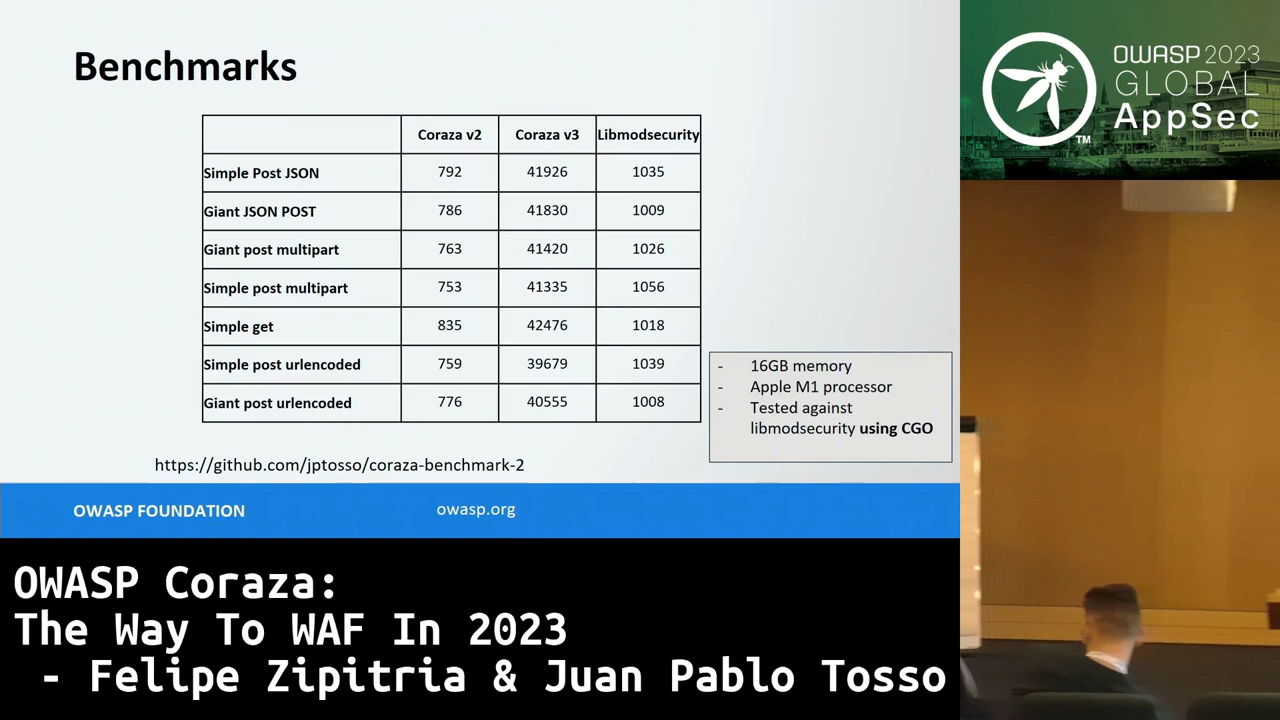 Benchmarks
Coraza v2 Coraza v3 Libmodsecurity
Simple Post JSON 792 41926 1035
Giant JSON POST 786 41830 1009
Giant post multipart 763 41420 1026
Simple post multipart 753 41335 1056
Simple get 835 42476 1018
Simple post urlencoded 759 39679 1039
Giant post urlencoded 776 40555 1008
- 16GB memory
- Apple M1 processor
- Tested against
libmodsecurity using CGO
https://github.com/jptosso/coraza-benchmark-2
OWASP FOUNDATION owasp.org
OWASP 2023
GLOBAL
AppSec
TM
OWASP Coraza:
The Way To WAF In 2023
- Felipe Zipitria & Juan Pablo Tosso